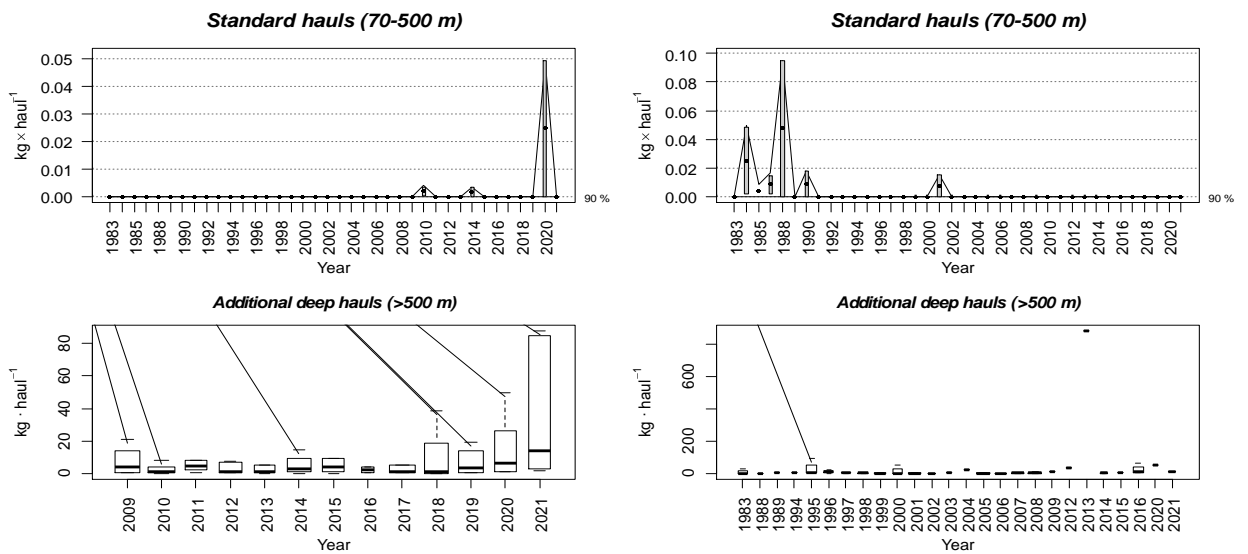 Standard hauls (70-500 m)
kg × haul⁻¹
0.05
0.04
0.03
0.02
0.01
0.00
90 %
1983 1985 1988 1990 1992 1994 1996 1998 2000 2002 2004 2006 2008 2010 2012 2014 2016 2018 2020
Year
Standard hauls (70-500 m)
kg × haul⁻¹
0.10
0.08
0.06
0.04
0.02
0.00
90 %
1983 1985 1988 1990 1992 1994 1996 1998 2000 2002 2004 2006 2008 2010 2012 2014 2016 2018 2020
Year
Additional deep hauls (>500 m)
kg · haul⁻¹
80
60
40
20
0
2009 2010 2011 2012 2013 2014 2015 2016 2017 2018 2019 2020 2021
Year
Additional deep hauls (>500 m)
kg · haul⁻¹
600
200
0
1983 1988 1989 1994 1995 1996 1997 1998 1999 2000 2001 2002 2003 2004 2005 2006 2007 2008 2009 2012 2013 2014 2015 2016 2020 2021
Year